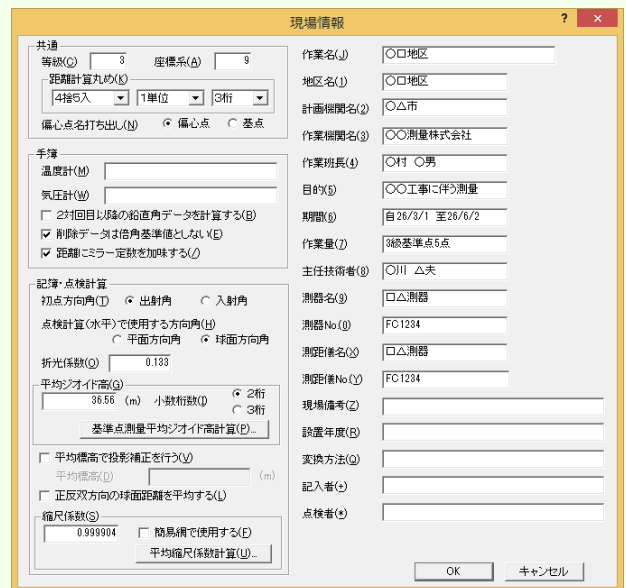 現場情報
? ×
共通
等級(C) 3 座標系(A) 9
距離計算丸め(K)
4捨5入 1単位 3桁
偏心点名打ち出し(N) 偏心点 基点
手簿
温度計(M)
気圧計(W)
2対回目以降の鉛直角データを計算する(B)
削除データは倍角基準値としない(E)
距離にミラー定数を加味する(/)
記簿・点検計算
初点方向角(T) 出射角 入射角
点検計算(水平)で使用する方向角(H)
平面方向角 球面方向角
折光係数(O) 0.133
平均ジオイド高(G)
36.56 (m) 小数桁数(I) 2桁
3桁
基準点測量平均ジオイド高計算(P)...
平均標高で投影補正を行う(V)
平均標高(D) (m)
正反双方向の球面距離を平均する(L)
縮尺係数(S)
0.999904 簡易網で使用する(F)
平均縮尺係数計算(U)...
作業名(J) 〇口地区
地区名(1) 〇口地区
計画機関名(2) 〇△市
作業機関名(3) 〇〇測量株式会社
作業班長(4) 〇村 〇男
目的(5) 〇〇工事に伴う測量
期間(6) 自26/3/1 至26/6/2
作業量(7) 3級基準点5点
主任技術者(8) 〇川 △夫
測器名(9) 口△測器
測器No.(0) FC1234
測距儀名(X) 口△測器
測距儀No.(Y) FC1234
現場備考(Z)
設置年度(R)
変換方法(Q)
記入者(+)
点検者(*)
OK キャンセル